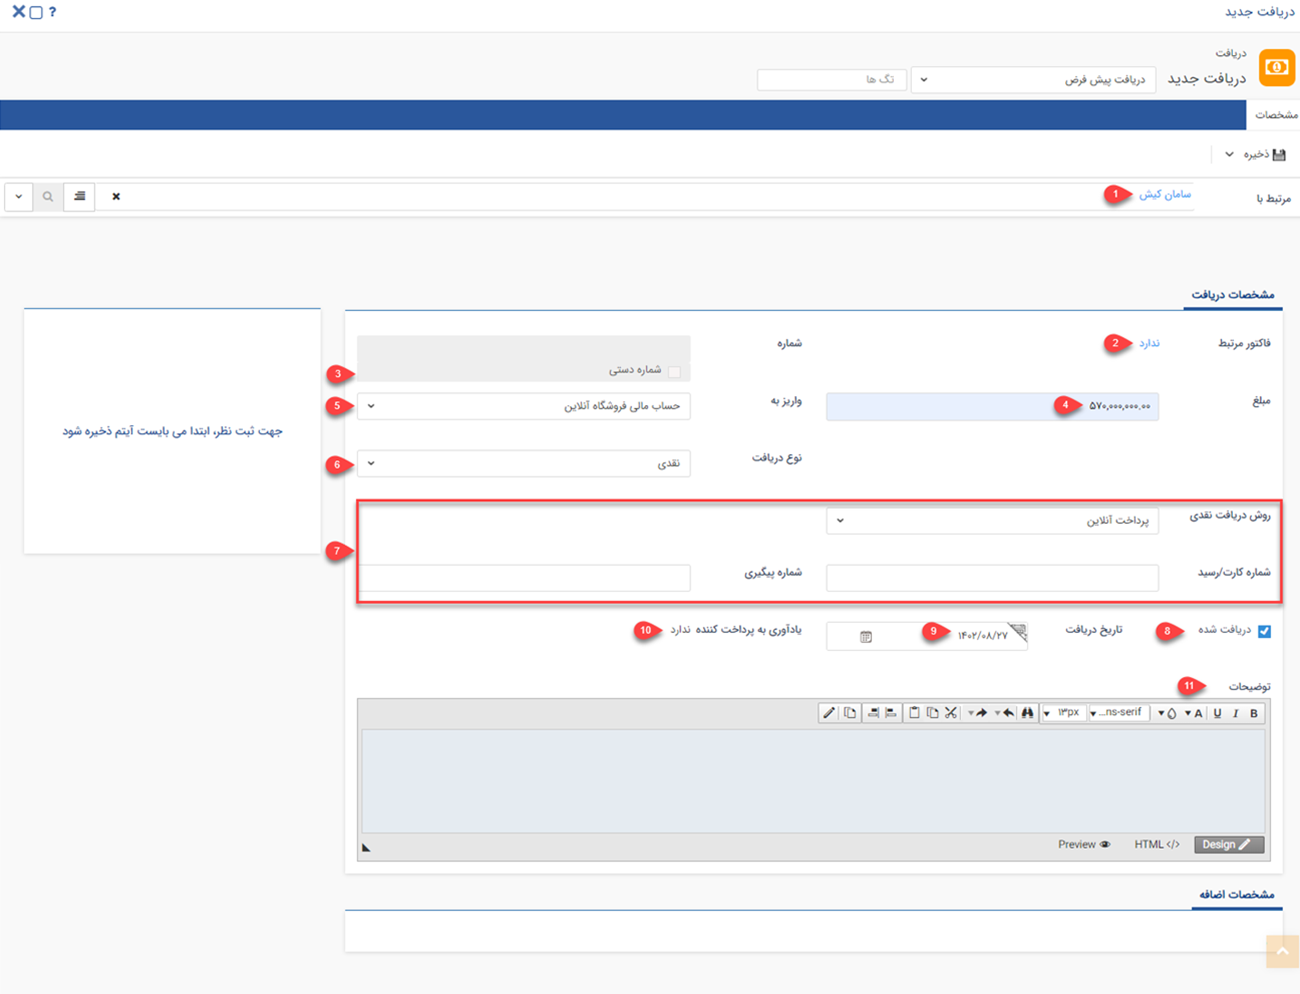 دریافت جدید
?
دریافت
دریافت جدید
دریافت پیش فرض
تگ ها
مشخصات
ذخیره
مرتبط با
سامان کیش
1
مشخصات دریافت
فاکتور مرتبط
ندارد
2
شماره
شماره دستی
3
مبلغ
۵۷۰,۰۰۰,۰۰۰.۰۰
4
واریز به
حساب مالی فروشگاه آنلاین
5
نوع دریافت
نقدی
6
روش دریافت نقدی
پرداخت آنلاین
7
شماره کارت/رسید
شماره پیگیری
دریافت شده
8
تاریخ دریافت
۱۴۰۲/۰۸/۲۷
9
یادآوری به پرداخت کننده ندارد
10
توضیحات
11
B I U A ...ns-serif ۱۳px
Design
HTML </>
Preview
جهت ثبت نظر، ابتدا می بایست آیتم ذخیره شود
مشخصات اضافه